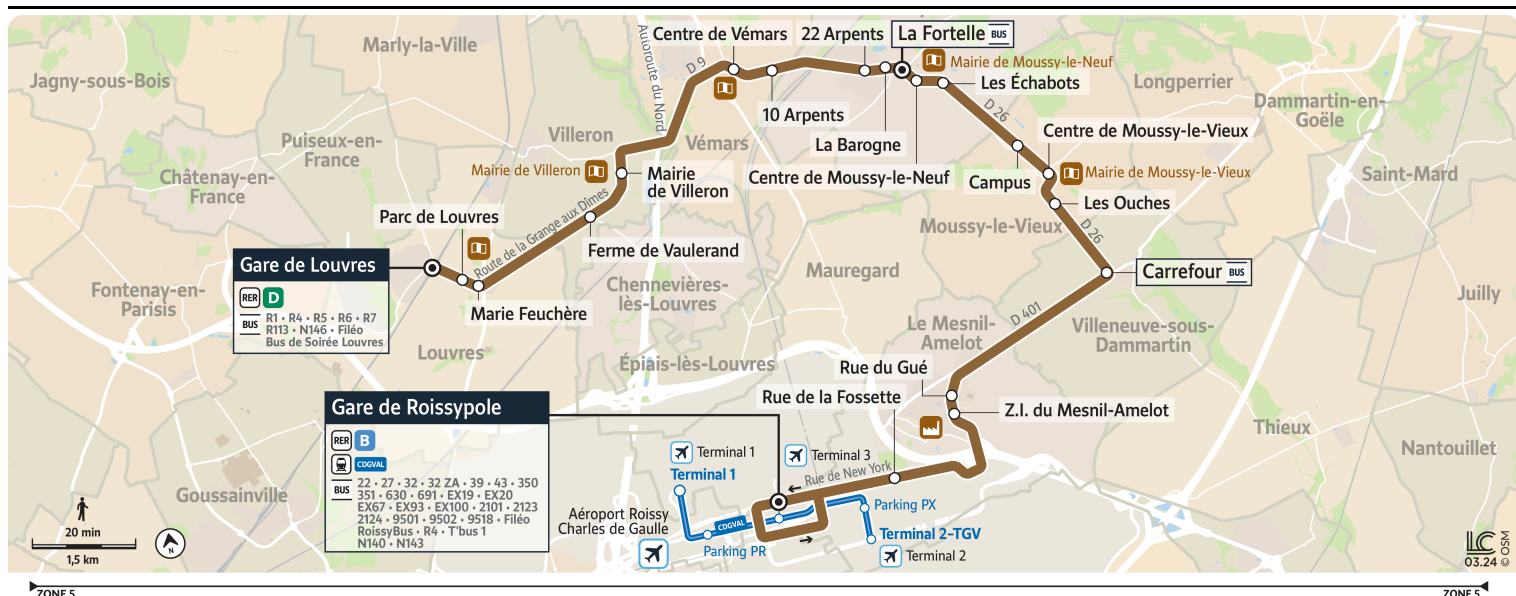 Marly-la-Ville
Jagny-sous-Bois
Autoroute du Nord
D 9
Centre de Vémars
22 Arpents
La Fortelle BUS
Mairie de Moussy-le-Neuf
Les Échabots
Longperrier
Dammartin-en-
Goële
10 Arpents
D 26
Puiseux-en-
France
Villeron
Vémars
La Barogne
Centre de Moussy-le-Vieux
Châtenay-en-
France
Mairie de Villeron
Mairie
de Villeron
Centre de Moussy-le-Neuf
Campus
Mairie de Moussy-le-Vieux
Saint-Mard
Les Ouches
Parc de Louvres
Route de la Grange aux Dîmes
Moussy-le-Vieux
D 26
Ferme de Vaulerand
Gare de Louvres
RER D
BUS
R1 • R4 • R5 • R6 • R7
R113 • N146 • Filéo
Bus de Soirée Louvres
Mauregard
Carrefour BUS
Fontenay-en-
Parisis
Chennevières-
lès-Louvres
Juilly
Marie Feuchère
D 401
Le Mesnil-
Amelot
Villeneuve-sous-
Dammartin
Louvres
Épiais-lès-Louvres
Rue du Gué
Rue de la Fossette
Z.I. du Mesnil-Amelot
Gare de Roissypole
RER B
CDGVAL
BUS
22 • 27 • 32 • 32 ZA • 39 • 43 • 350
351 • 630 • 691 • EX19 • EX20
EX67 • EX93 • EX100 • 2101 • 2123
2124 • 9501 • 9502 • 9518 • Filéo
RoissyBus • R4 • T'bus 1
N140 • N143
Thieux
Nantouillet
Terminal 1
Terminal 3
Terminal 1
Rue de New York
Goussainville
Aéroport Roissy
Charles de Gaulle
CDGVAL
Parking PX
Parking PR
Terminal 2-TGV
Terminal 2
20 min
1,5 km
N
LC
03.24
© OSM
ZONE 5
ZONE 5